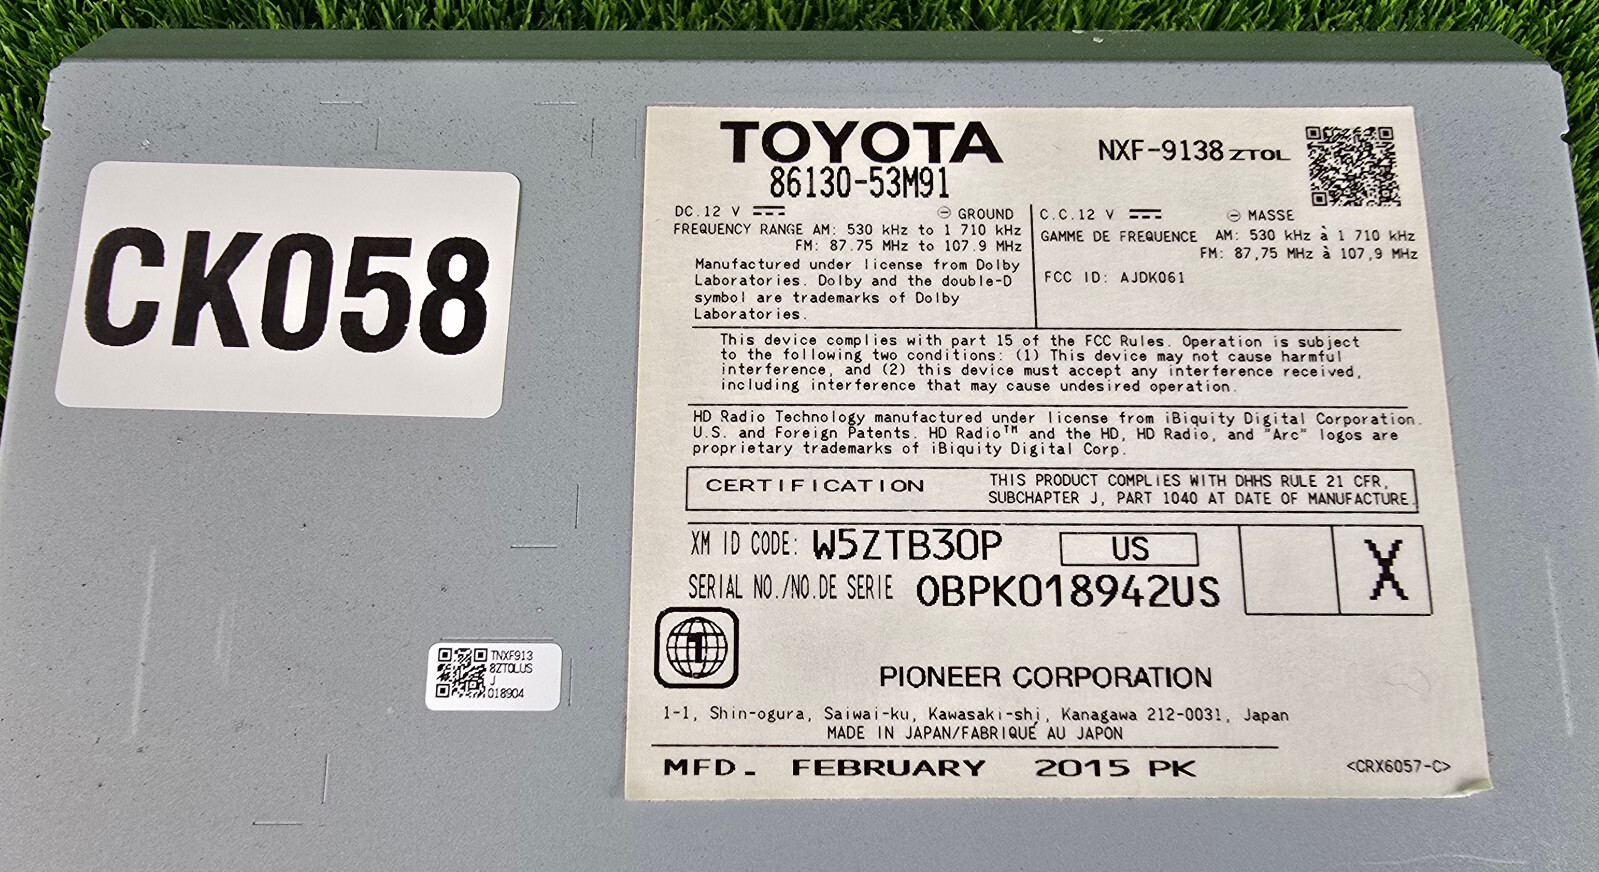 CK058
TOYOTA
86130-53M91
NXF-9138 ZTOL
DC.12 V ⎓ ⊖ GROUND
FREQUENCY RANGE AM: 530 kHz to 1 710 kHz
FM: 87.75 MHz to 107.9 MHz
Manufactured under license from Dolby
Laboratories. Dolby and the double-D
symbol are trademarks of Dolby
Laboratories.
C.C.12 V ⎓ ⊖ MASSE
GAMME DE FREQUENCE AM: 530 kHz à 1 710 kHz
FM: 87,75 MHz à 107,9 MHz
FCC ID: AJDK061
This device complies with part 15 of the FCC Rules. Operation is subject
to the following two conditions: (1) This device may not cause harmful
interference, and (2) this device must accept any interference received,
including interference that may cause undesired operation.
HD Radio Technology manufactured under license from iBiquity Digital Corporation.
U.S. and Foreign Patents. HD Radio™ and the HD, HD Radio, and "Arc" logos are
proprietary trademarks of iBiquity Digital Corp.
CERTIFICATION
THIS PRODUCT COMPLIES WITH DHHS RULE 21 CFR,
SUBCHAPTER J, PART 1040 AT DATE OF MANUFACTURE.
XM ID CODE: W5ZTB30P US X
SERIAL NO./NO.DE SERIE 0BPK018942US
1
PIONEER CORPORATION
1-1, Shin-ogura, Saiwai-ku, Kawasaki-shi, Kanagawa 212-0031, Japan
MADE IN JAPAN/FABRIQUÉ AU JAPON
MFD. FEBRUARY 2015 PK
<CRX6057-C>
TNXF913
8ZTOLUS
J
018904